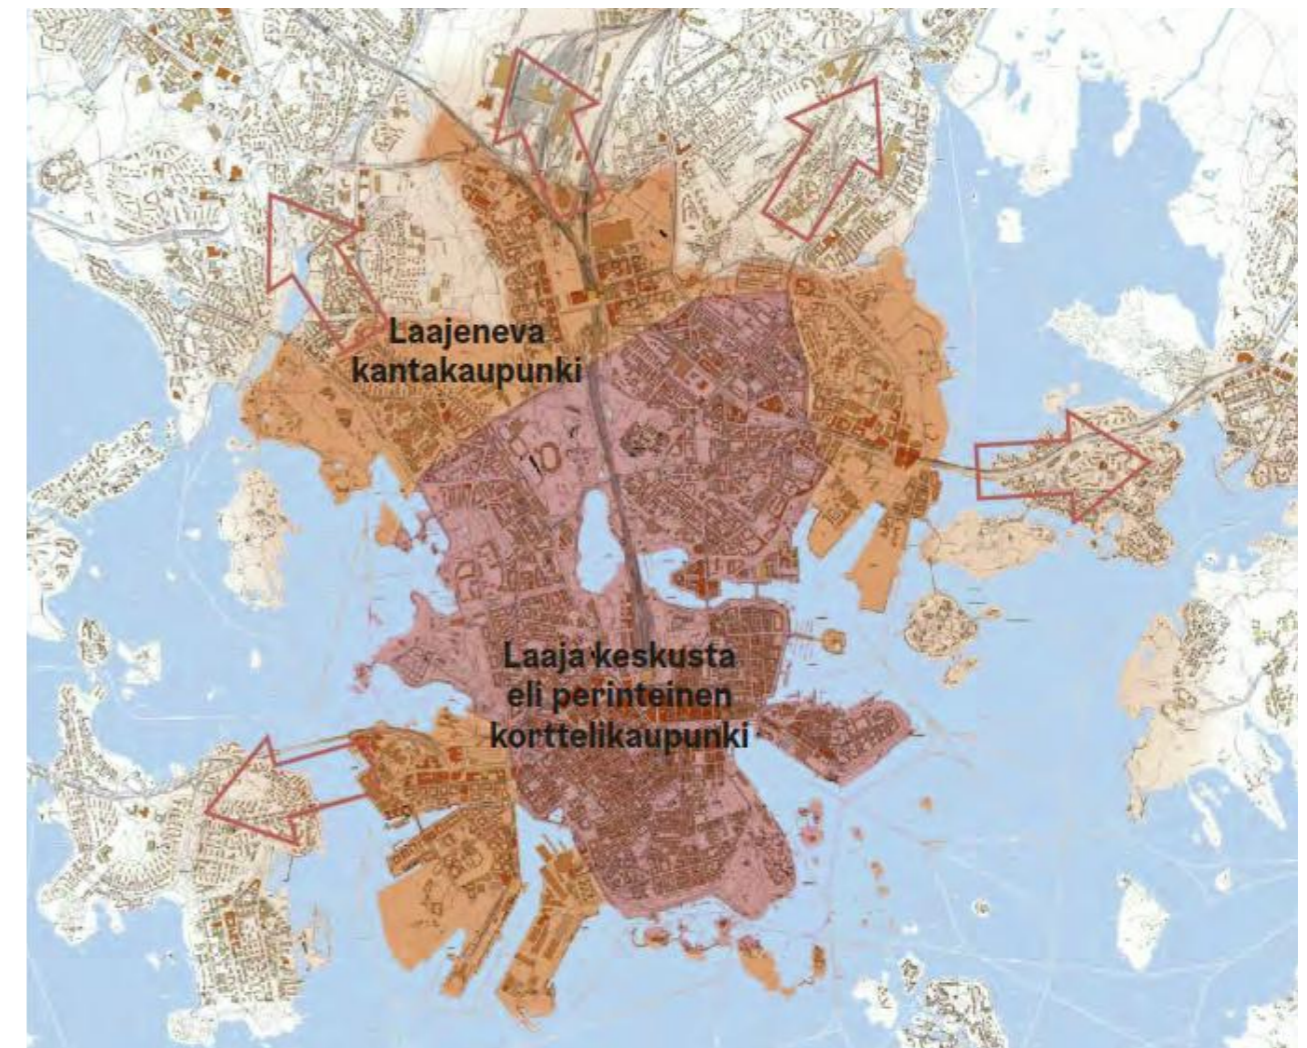 Laajeneva
kantakaupunki
Laaja keskusta
eli perinteinen
korttelikaupunki